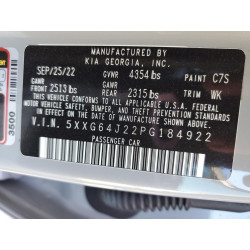 MANUFACTURED BY
KIA GEORGIA, INC.
SEP/25/22 GVWR 4354 lbs PAINT C7S
GAWR GAWR
FRONT 2513 lbs REAR 2315 lbs TRIM WK
THIS VEHICLE CONFORMS TO ALL APPLICABLE FEDERAL
MOTOR VEHICLE SAFETY, BUMPER, AND THEFT PREVENTION
STANDARDS IN EFFECT ON THE DATE OF MANUFACTURE
SHOWN ABOVE.
V.I.N. 5XXG64J22PG184922
PASSENGER CAR
3500